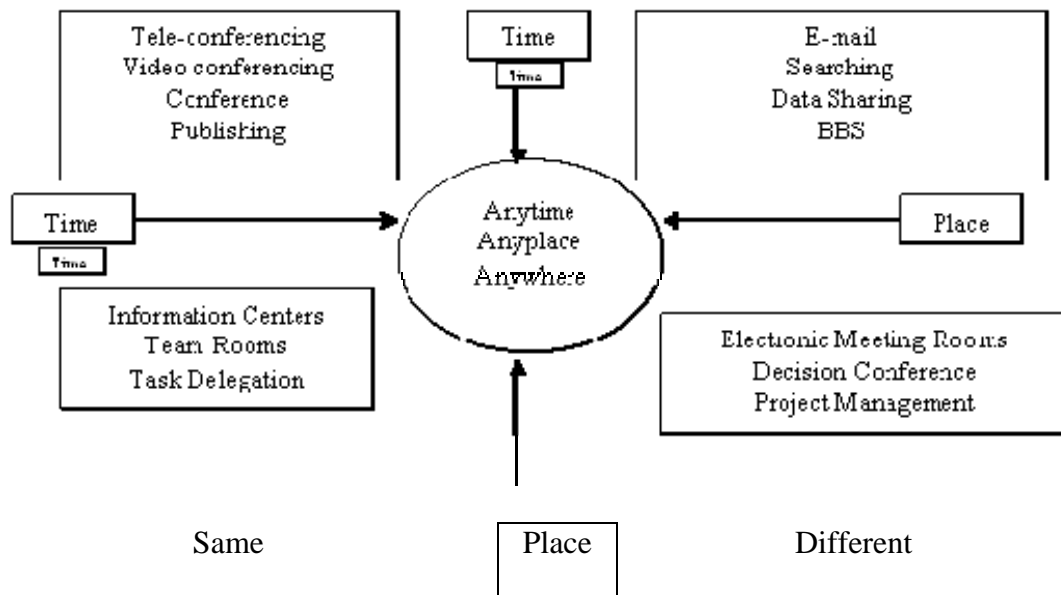 Tele-conferencing
Video conferencing
Conference
Publishing
Time
Time
E-mail
Searching
Data Sharing
BBS
Time
Time
Anytime
Anyplace
Anywhere
Place
Information Centers
Team Rooms
Task Delegation
Electronic Meeting Rooms
Decision Conference
Project Management
Same
Place
Different